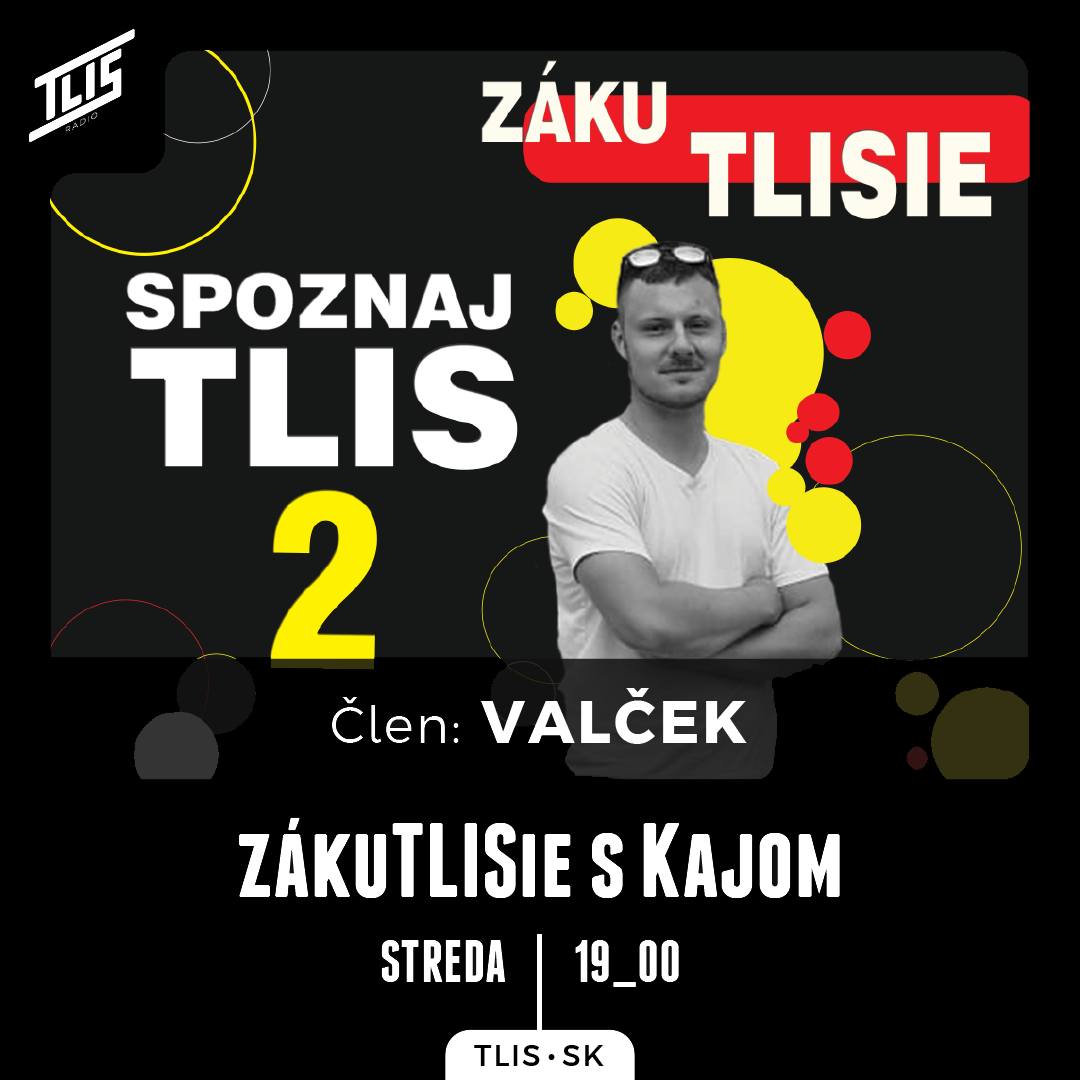 TLIS
RADIO
ZÁKU
TLISIE
SPOZNAJ
TLIS
2
Člen: VALČEK
zákuTLISie s Kajom
STREDA | 19_00
TLIS·SK